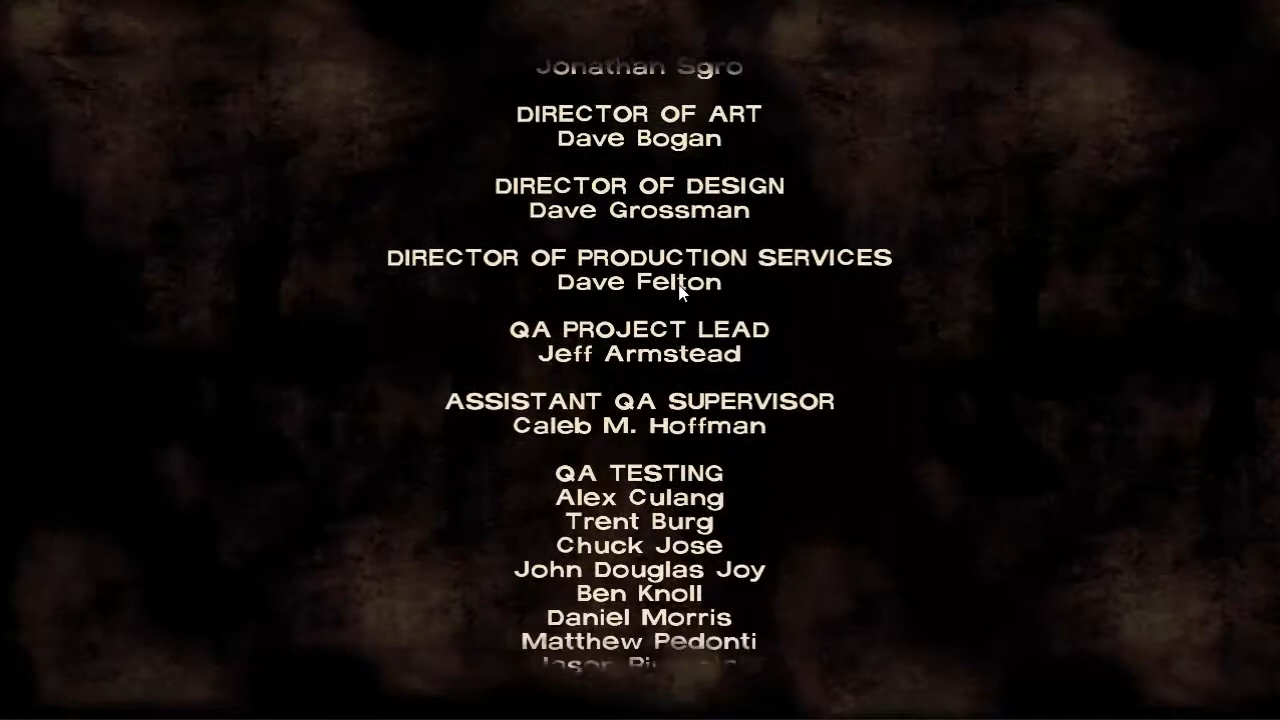 Jonathan Sgro
DIRECTOR OF ART
Dave Bogan
DIRECTOR OF DESIGN
Dave Grossman
DIRECTOR OF PRODUCTION SERVICES
Dave Felton
QA PROJECT LEAD
Jeff Armstead
ASSISTANT QA SUPERVISOR
Caleb M. Hoffman
QA TESTING
Alex Culang
Trent Burg
Chuck Jose
John Douglas Joy
Ben Knoll
Daniel Morris
Matthew Pedonti
Jason